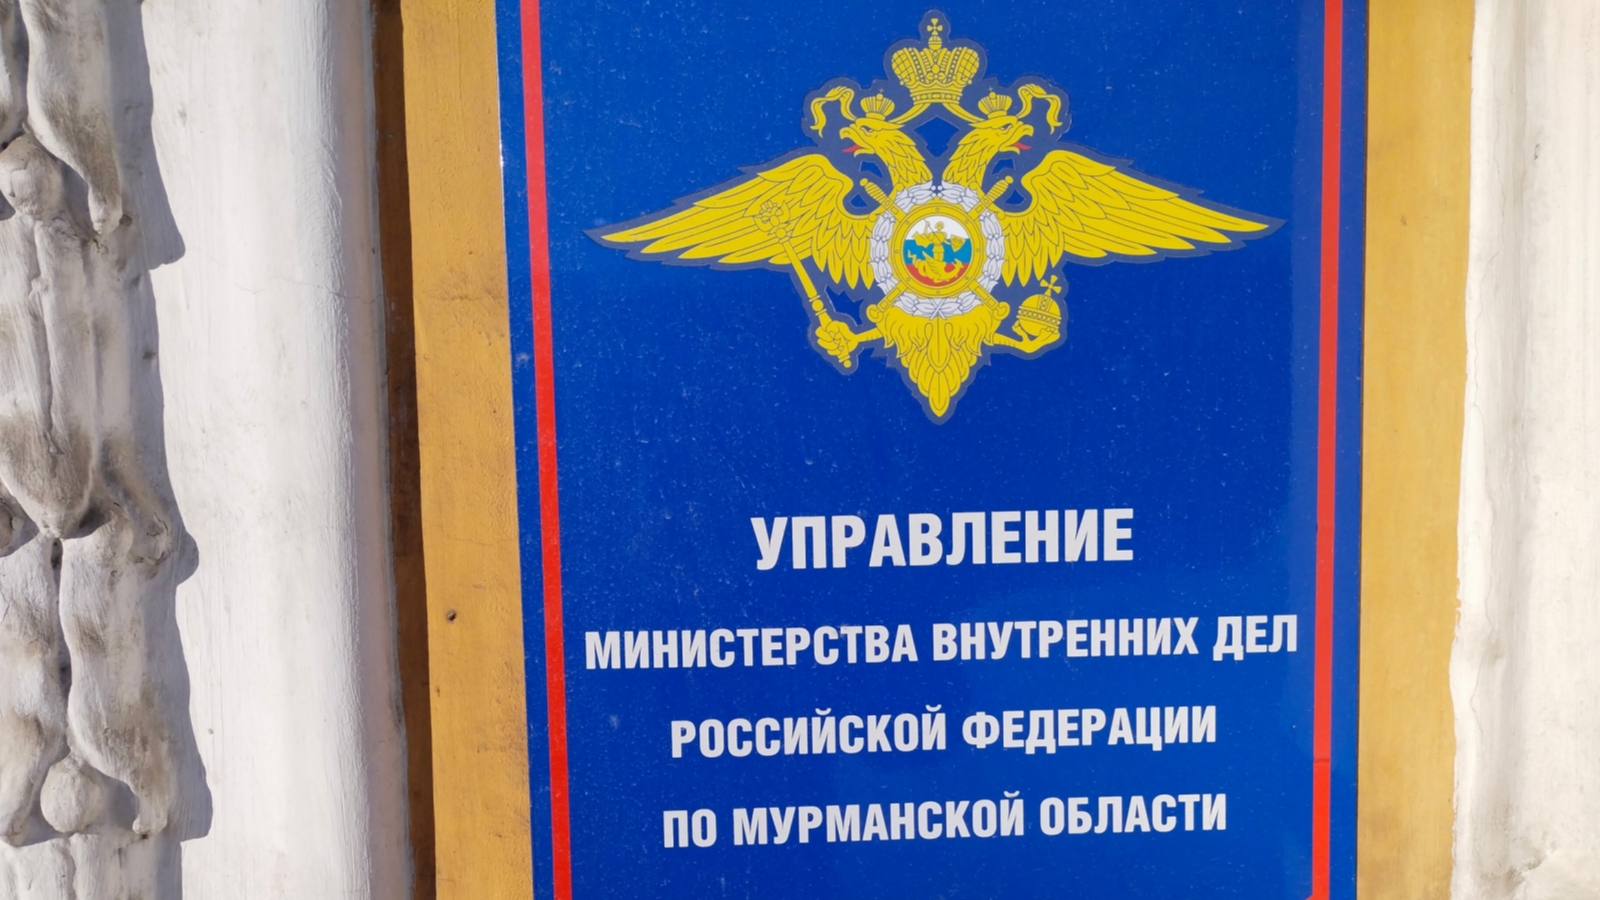 УПРАВЛЕНИЕ
МИНИСТЕРСТВА ВНУТРЕННИХ ДЕЛ
РОССИЙСКОЙ ФЕДЕРАЦИИ
ПО МУРМАНСКОЙ ОБЛАСТИ